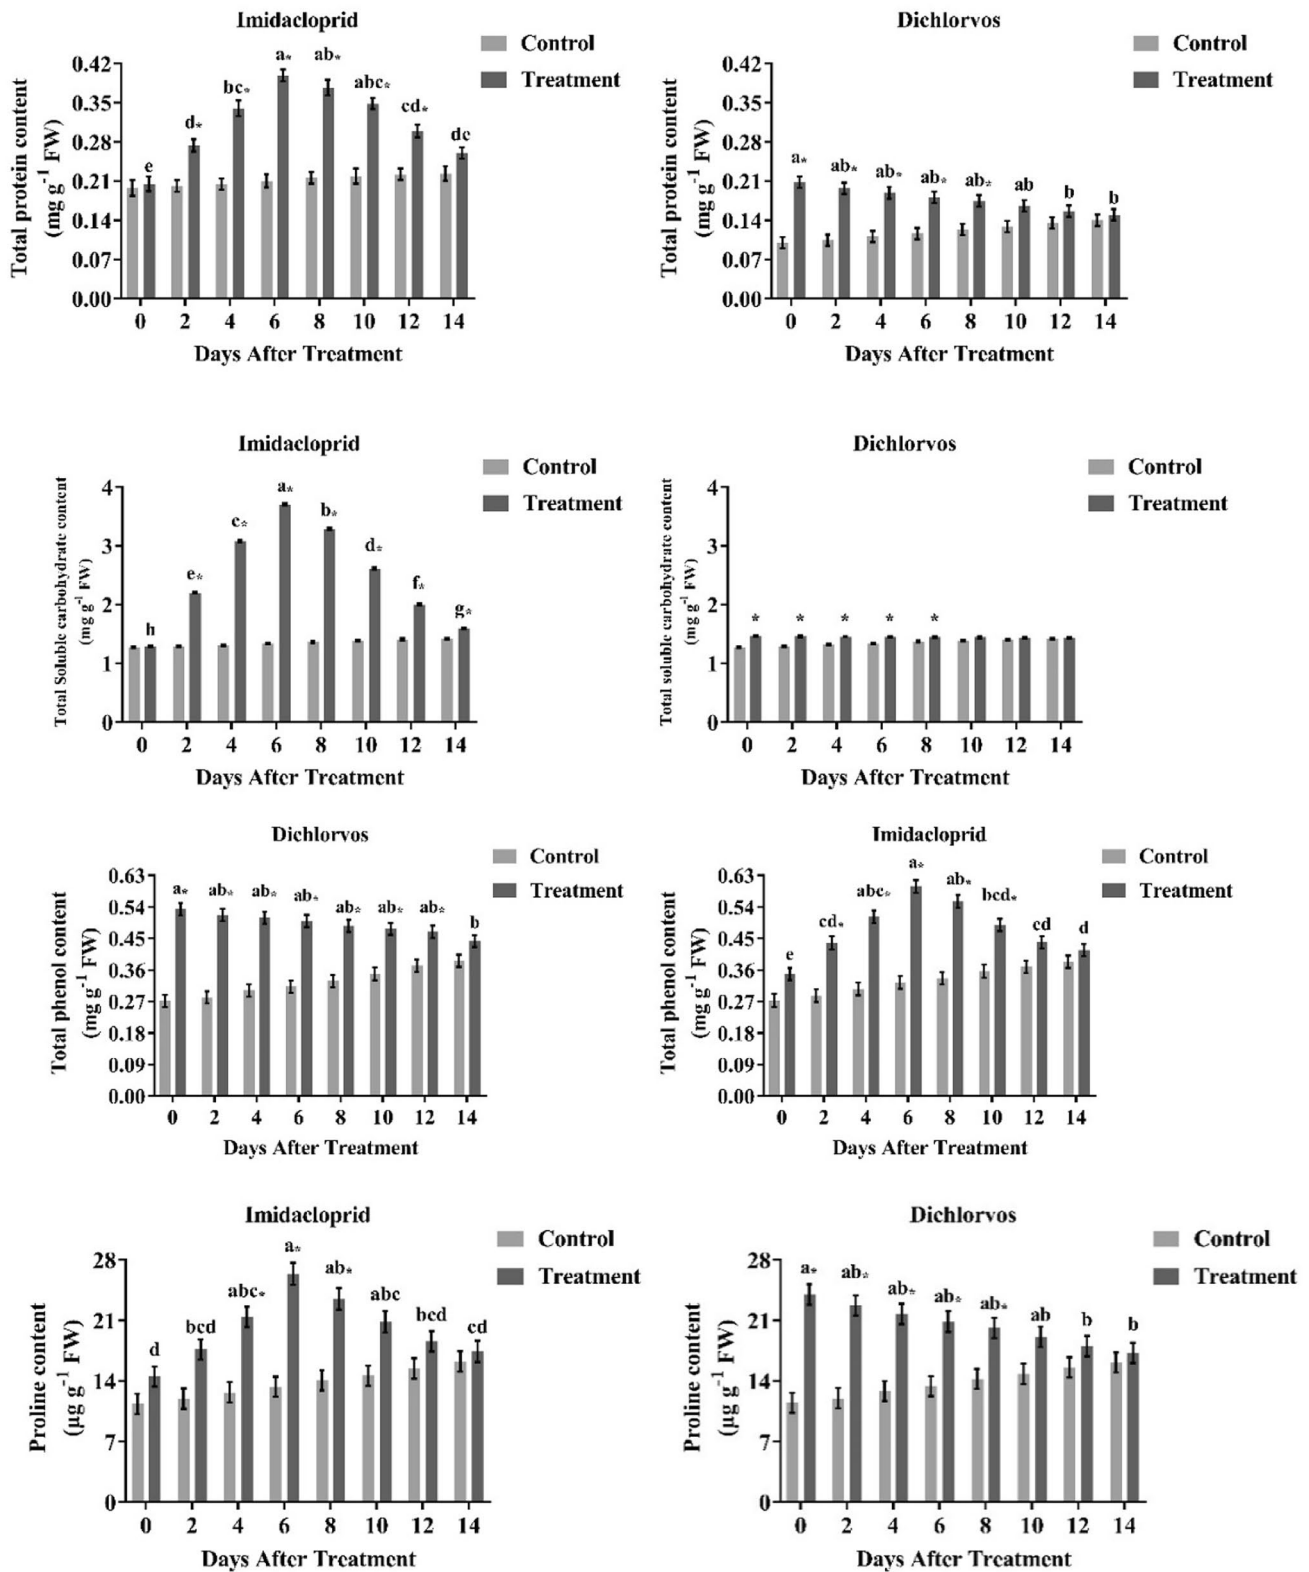 Imidacloprid
Control
Treatment
Total protein content
(mg g⁻¹ FW)
0.42
0.35
0.28
0.21
0.14
0.07
0.00
e
d*
bc*
a*
ab*
abc*
cd*
de
0 2 4 6 8 10 12 14
Days After Treatment
Dichlorvos
Control
Treatment
Total protein content
(mg g⁻¹ FW)
0.42
0.35
0.28
0.21
0.14
0.07
0.00
a*
ab*
ab*
ab*
ab*
ab
b
b
0 2 4 6 8 10 12 14
Days After Treatment
Imidacloprid
Control
Treatment
Total Soluble carbohydrate content
(mg g⁻¹ FW)
4
3
2
1
0
h
e*
c*
a*
b*
d*
f*
g*
0 2 4 6 8 10 12 14
Days After Treatment
Dichlorvos
Control
Treatment
Total soluble carbohydrate content
(mg g⁻¹ FW)
4
3
2
1
0
* * * * *
0 2 4 6 8 10 12 14
Days After Treatment
Dichlorvos
Control
Treatment
Total phenol content
(mg g⁻¹ FW)
0.63
0.54
0.45
0.36
0.27
0.18
0.09
0.00
a*
ab*
ab*
ab*
ab*
ab*
ab*
b
0 2 4 6 8 10 12 14
Days After Treatment
Imidacloprid
Control
Treatment
Total phenol content
(mg g⁻¹ FW)
0.63
0.54
0.45
0.36
0.27
0.18
0.09
0.00
e
cd*
abc*
a*
ab*
bcd*
cd
d
0 2 4 6 8 10 12 14
Days After Treatment
Imidacloprid
Control
Treatment
Proline content
(µg g⁻¹ FW)
28
21
14
7
0
d
bcd
abc*
a*
ab*
abc
bcd
cd
0 2 4 6 8 10 12 14
Days After Treatment
Dichlorvos
Control
Treatment
Proline content
(µg g⁻¹ FW)
28
21
14
7
0
a*
ab*
ab*
ab*
ab*
ab
b
b
0 2 4 6 8 10 12 14
Days After Treatment